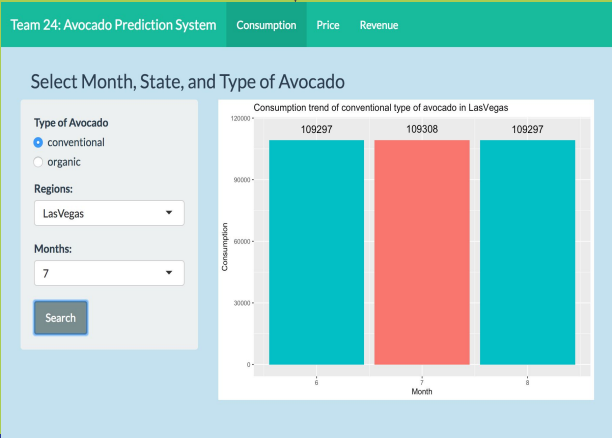 Team 24: Avocado Prediction System Consumption Price Revenue
Select Month, State, and Type of Avocado
Type of Avocado
conventional
organic
Regions:
LasVegas
Months:
7
Search
Consumption trend of conventional type of avocado in LasVegas
120000
109297 109308 109297
90000
60000
30000
0
Consumption
6 7 8
Month